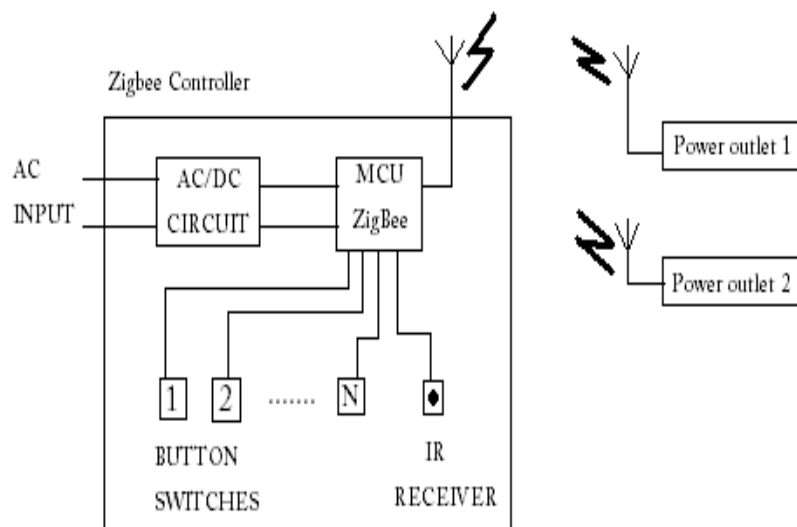 Zigbee Controller
AC
INPUT
AC/DC
CIRCUIT
MCU
ZigBee
Power outlet 1
Power outlet 2
1
2
.......
N
BUTTON
SWITCHES
IR
RECEIVER